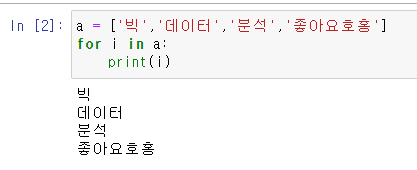 In [2]: a = ['빅','데이터','분석','좋아요호홍']
for i in a:
    print(i)
빅
데이터
분석
좋아요호홍